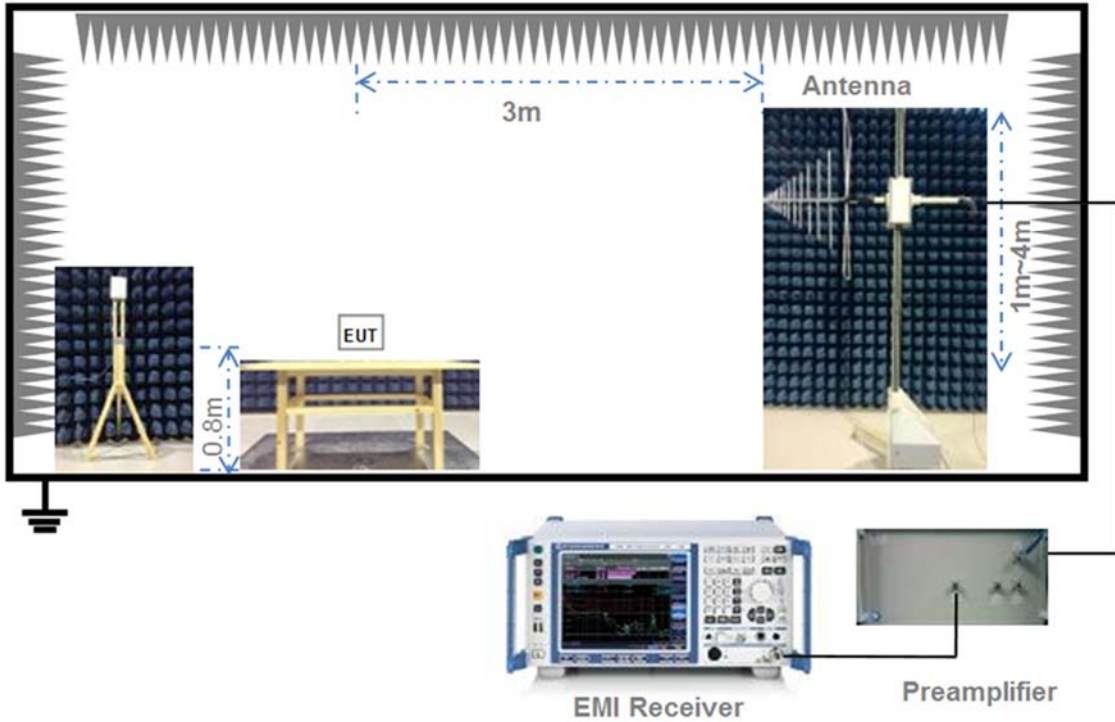 Antenna
3m
1m~4m
EUT
0.8m
EMI Receiver
Preamplifier